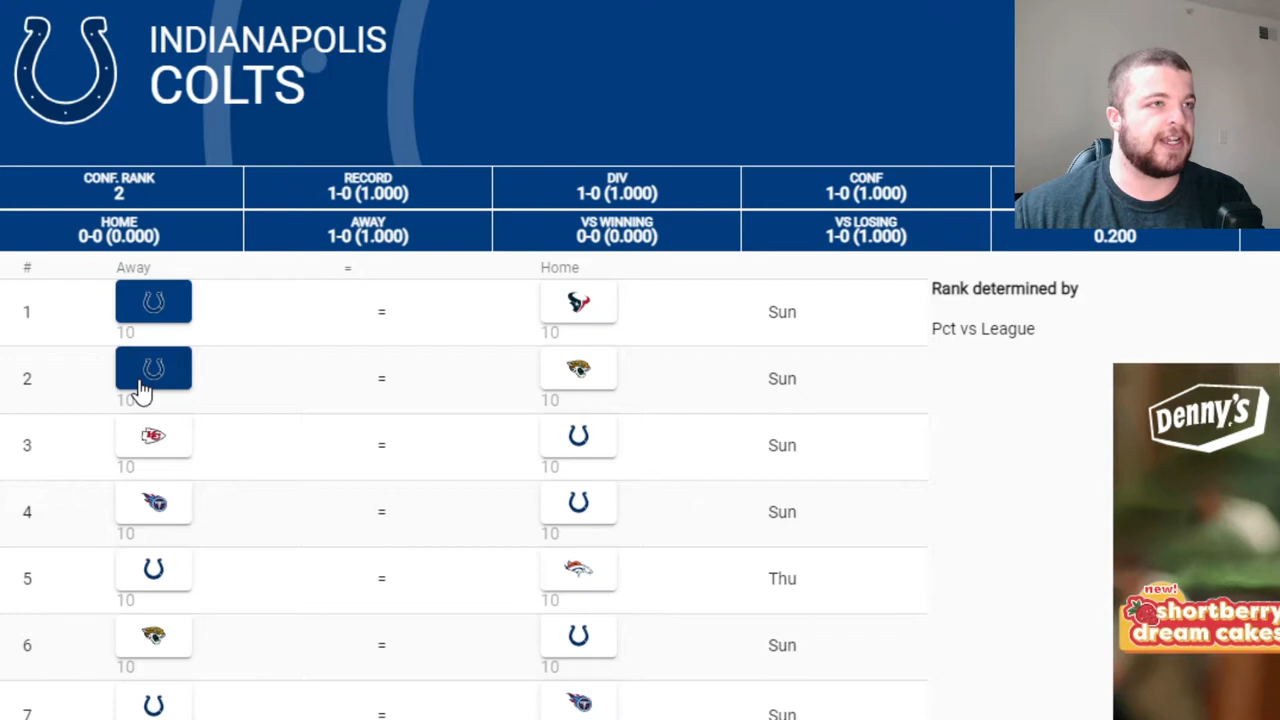 INDIANAPOLIS
COLTS
CONF. RANK
2
RECORD
1-0 (1.000)
DIV
1-0 (1.000)
CONF
1-0 (1.000)
HOME
0-0 (0.000)
AWAY
1-0 (1.000)
VS WINNING
0-0 (0.000)
VS LOSING
1-0 (1.000)
0.200
# Away = Home
1 = Sun
10 10
2 = Sun
10 10
3 = Sun
10 10
4 = Sun
10 10
5 = Thu
10 10
6 = Sun
10 10
7 = Sun
Rank determined by
Pct vs League
Denny's
new!
shortberry
dream cakes